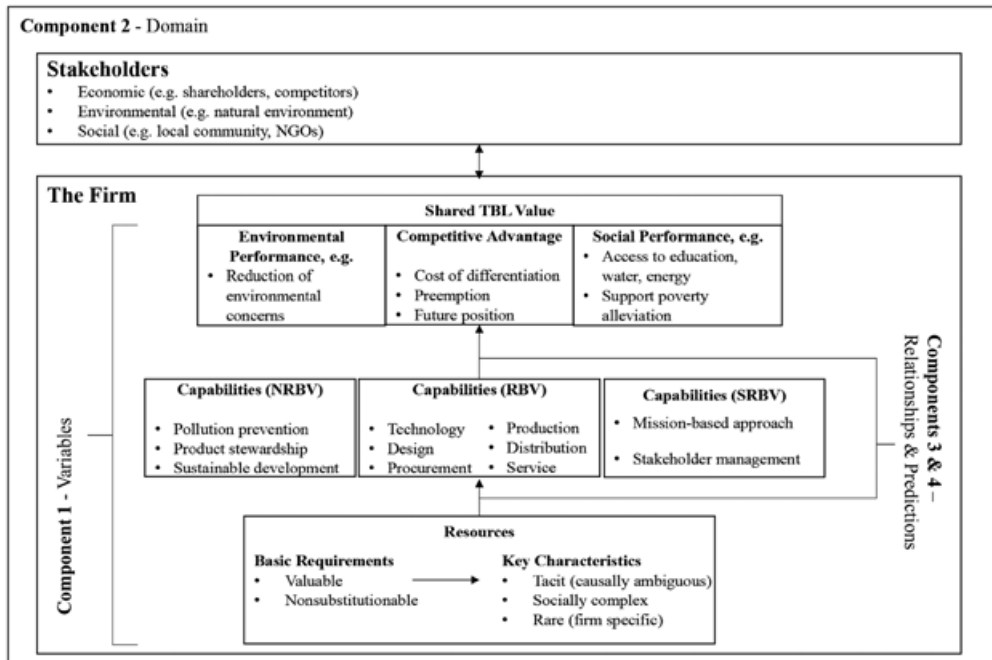 Component 2 - Domain
Stakeholders
• Economic (e.g. shareholders, competitors)
• Environmental (e.g. natural environment)
• Social (e.g. local community, NGOs)
The Firm
Shared TBL Value
Environmental
Performance, e.g.
• Reduction of
environmental
concerns
Competitive Advantage
• Cost of differentiation
• Preemption
• Future position
Social Performance, e.g.
• Access to education,
water, energy
• Support poverty
alleviation
Capabilities (NRBV)
• Pollution prevention
• Product stewardship
• Sustainable development
Capabilities (RBV)
• Technology
• Design
• Procurement
• Production
• Distribution
• Service
Capabilities (SRBV)
• Mission-based approach
• Stakeholder management
Resources
Basic Requirements
• Valuable
• Nonsubstitutionable
Key Characteristics
• Tacit (causally ambiguous)
• Socially complex
• Rare (firm specific)
Component 1 - Variables
Components 3 & 4 –
Relationships & Predictions